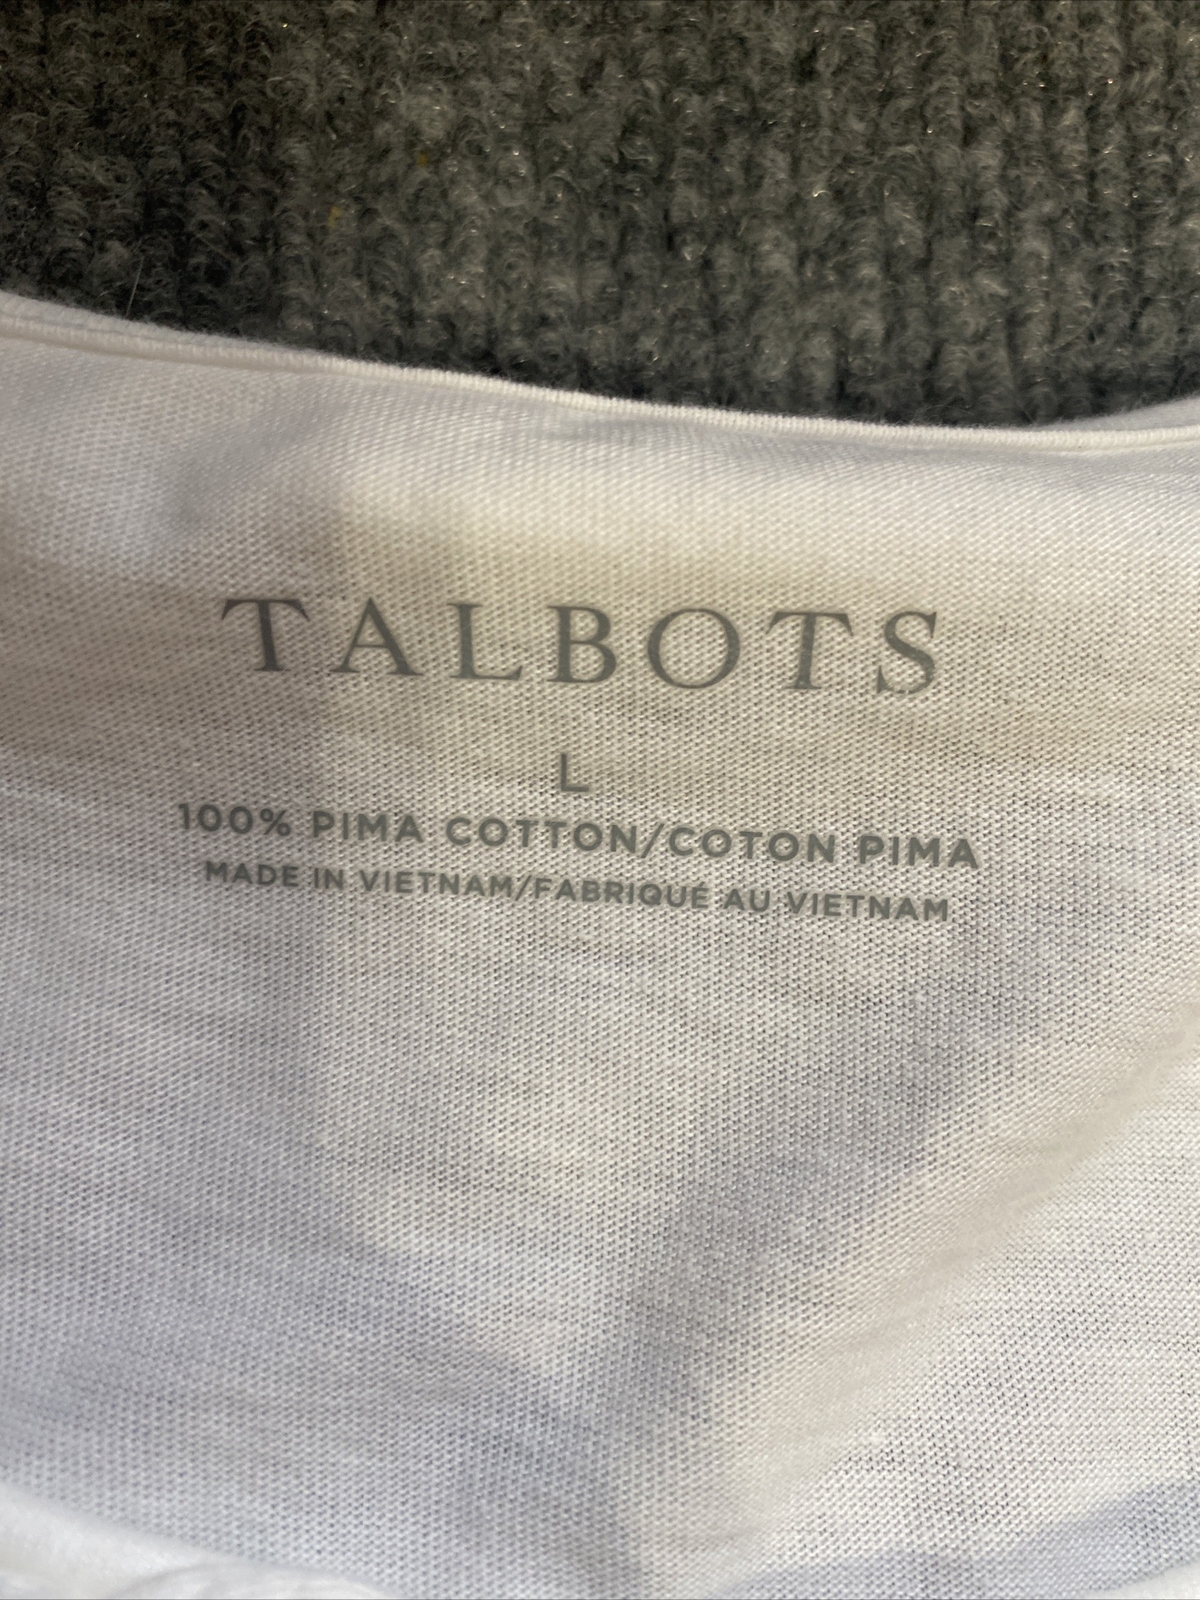 TALBOTS
L
100% PIMA COTTON/COTON PIMA
MADE IN VIETNAM/FABRIQUÉ AU VIETNAM